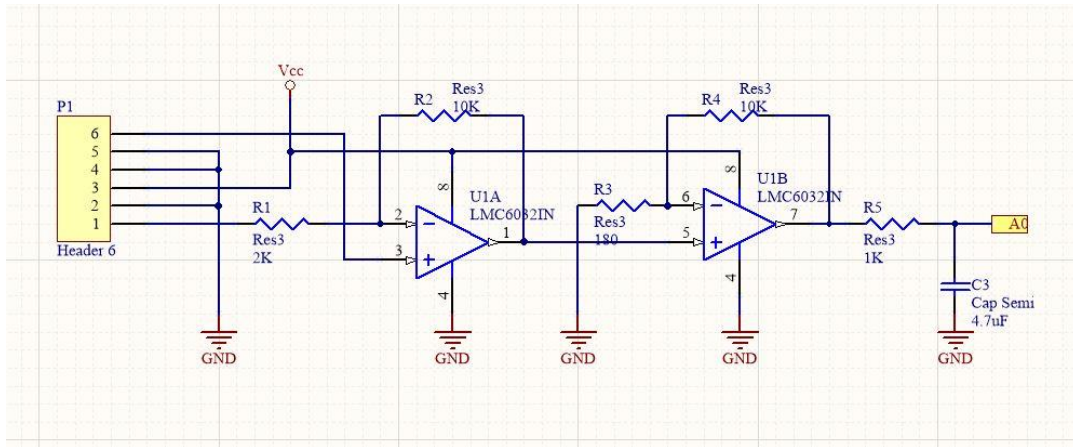 Vcc
P1
6
5
4
3
2
1
Header 6
R1
Res3
2K
R2
Res3
10K
2
3
8
1
4
U1A
LMC6032IN
R3
Res3
180
R4
Res3
10K
6
5
8
7
4
U1B
LMC6032IN
R5
Res3
1K
A0
C3
Cap Semi
4.7uF
GND
GND
GND
GND
GND